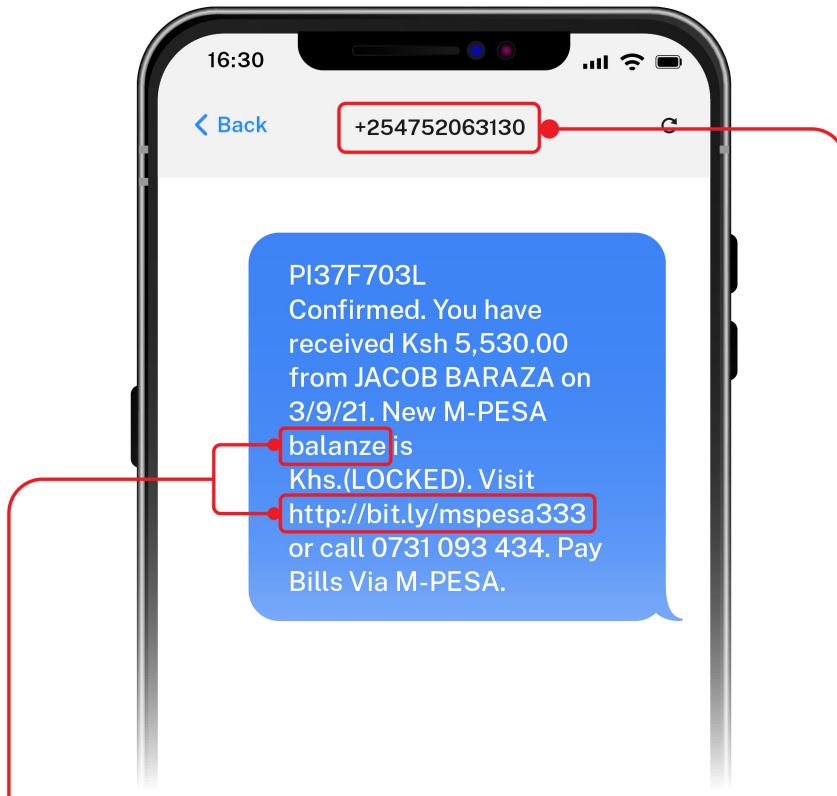 16:30
Back
+254752063130
PI37F703L
Confirmed. You have
received Ksh 5,530.00
from JACOB BARAZA on
3/9/21. New M-PESA
balanze is
Khs.(LOCKED). Visit
http://bit.ly/mspesa333
or call 0731 093 434. Pay
Bills Via M-PESA.